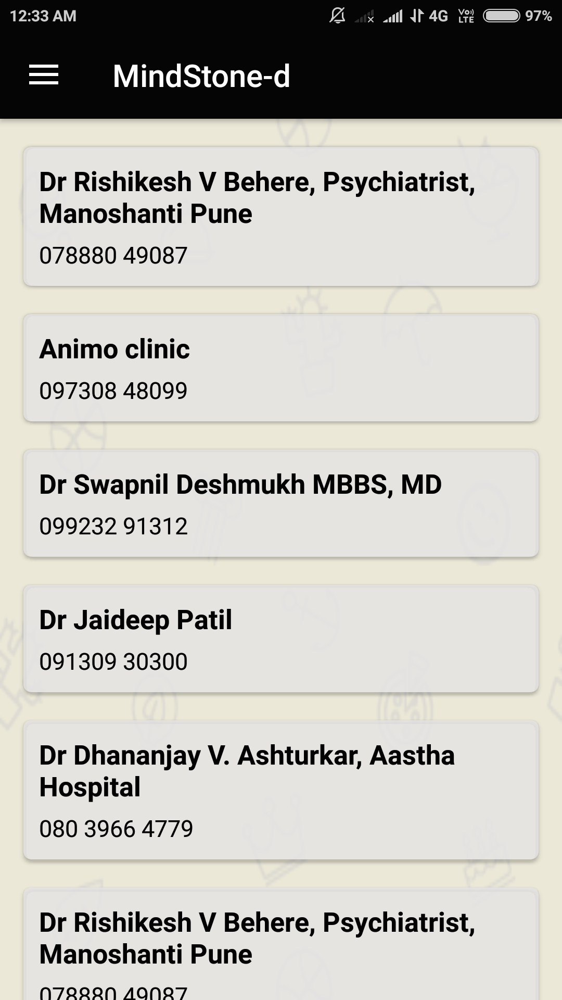 12:33 AM 4G VoLTE 97%
MindStone-d
Dr Rishikesh V Behere, Psychiatrist,
Manoshanti Pune
078880 49087
Animo clinic
097308 48099
Dr Swapnil Deshmukh MBBS, MD
099232 91312
Dr Jaideep Patil
091309 30300
Dr Dhananjay V. Ashturkar, Aastha
Hospital
080 3966 4779
Dr Rishikesh V Behere, Psychiatrist,
Manoshanti Pune
078880 49087